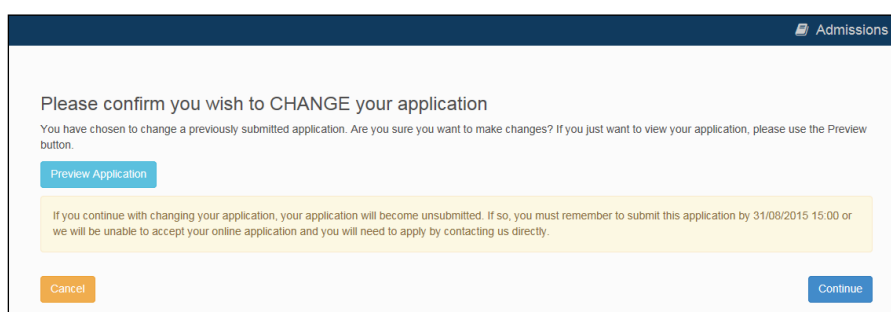 Admissions
Please confirm you wish to CHANGE your application
You have chosen to change a previously submitted application. Are you sure you want to make changes? If you just want to view your application, please use the Preview
button.
Preview Application
If you continue with changing your application, your application will become unsubmitted. If so, you must remember to submit this application by 31/08/2015 15:00 or
we will be unable to accept your online application and you will need to apply by contacting us directly.
Cancel
Continue